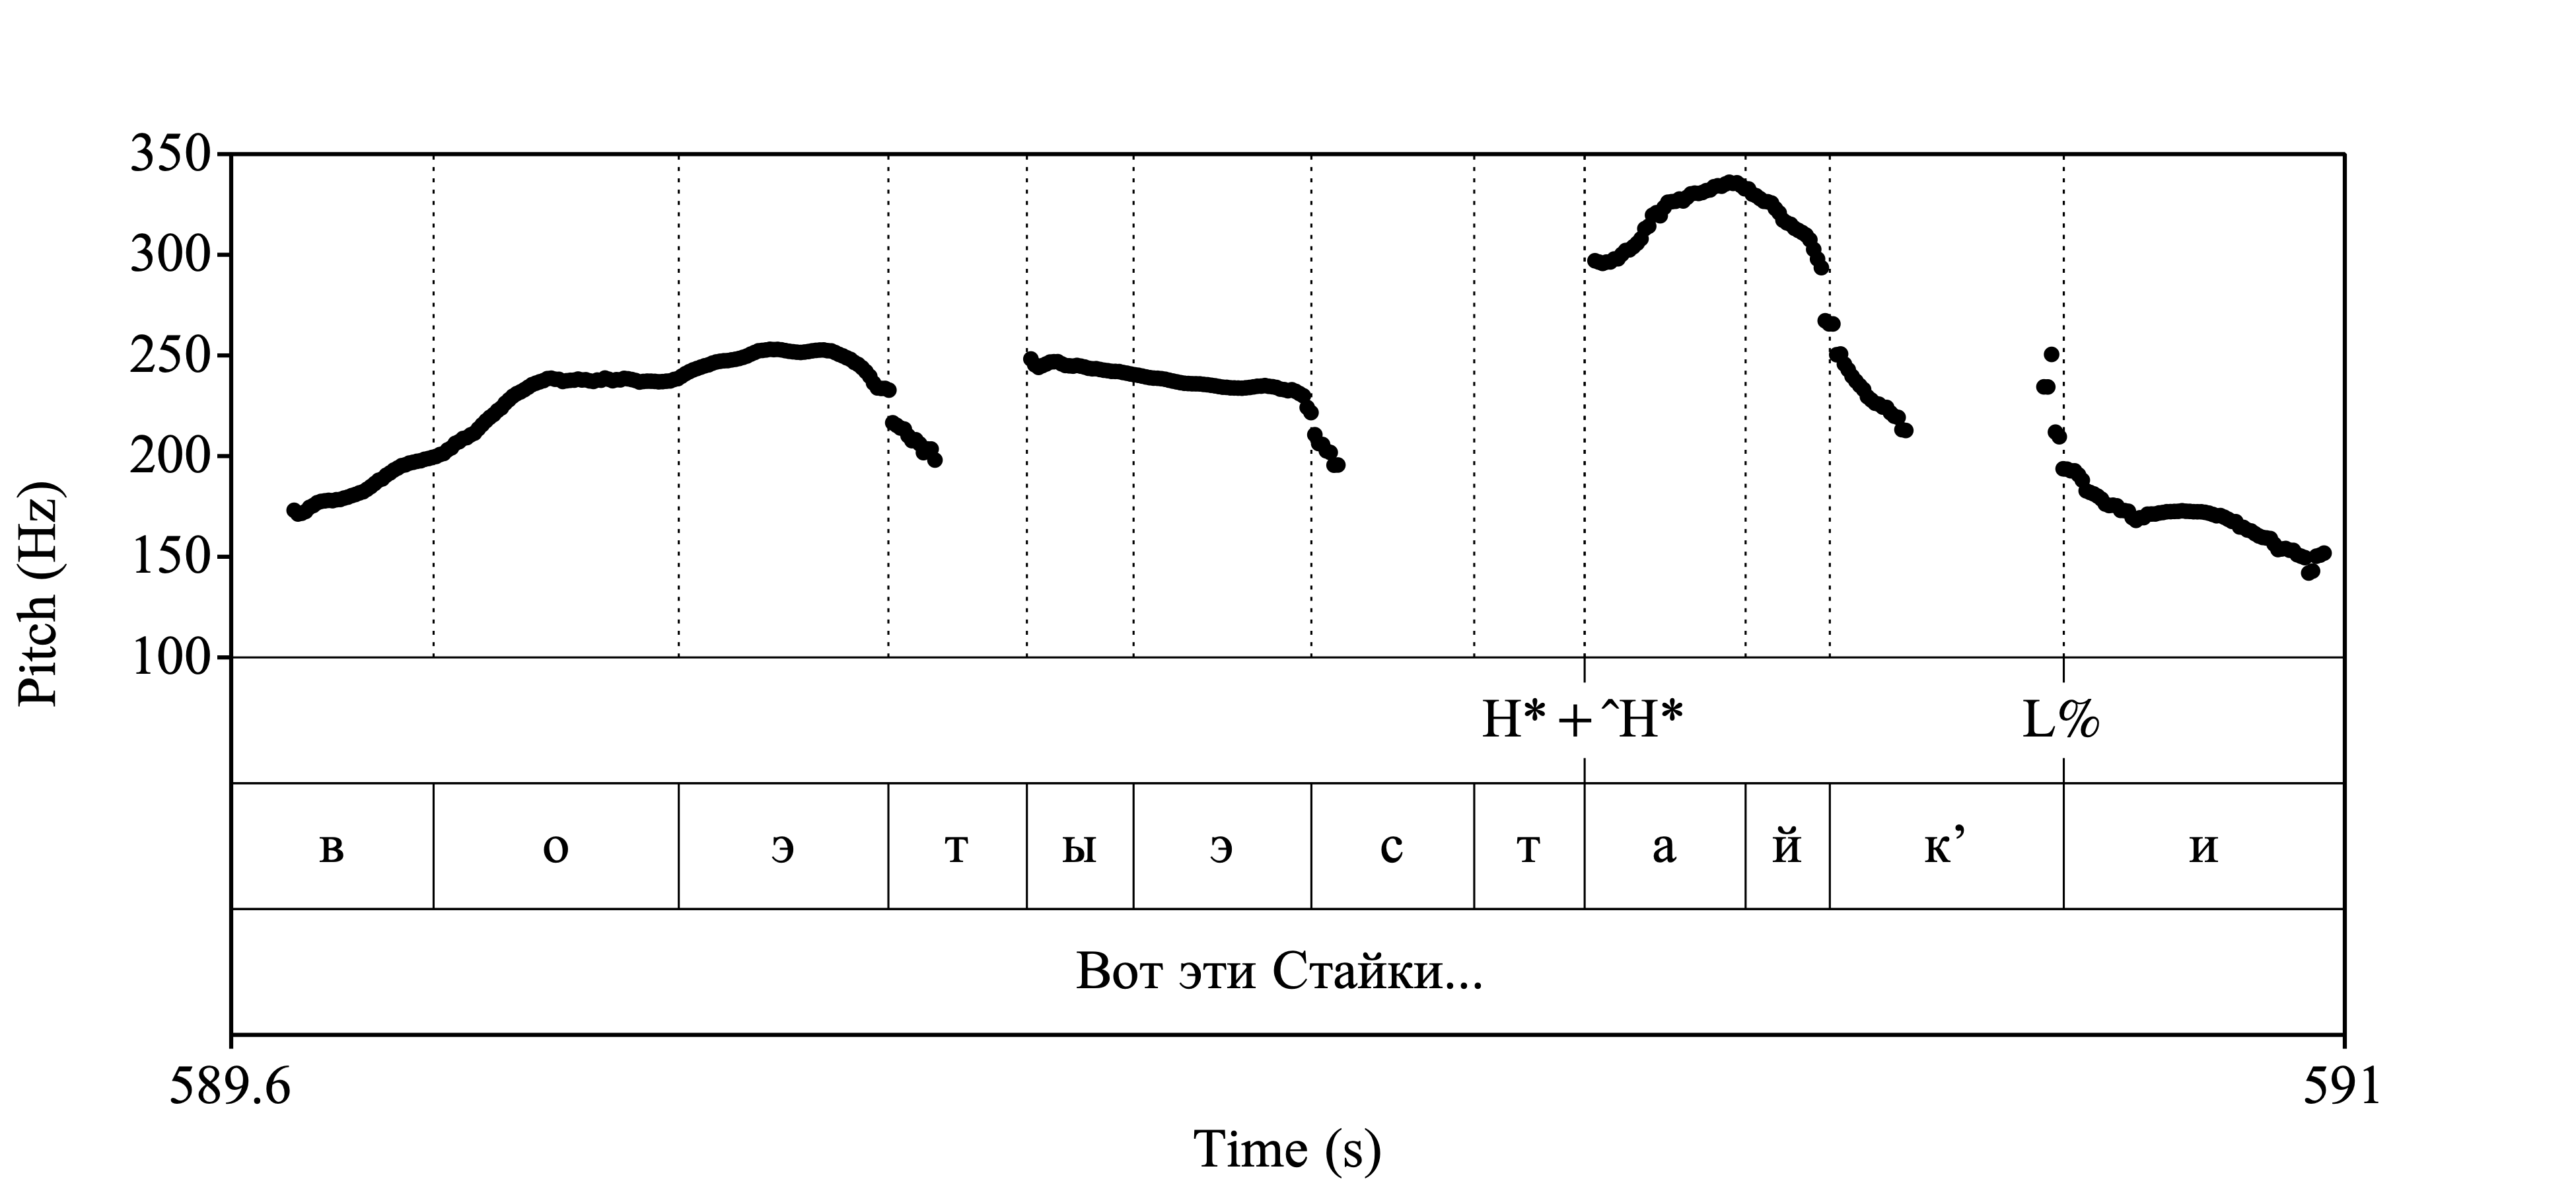 Pitch (Hz)
350
300
250
200
150
100
H* + ^H* L%
в о э т ы э с т а й к’ и
Вот эти Стайки...
589.6 591
Time (s)